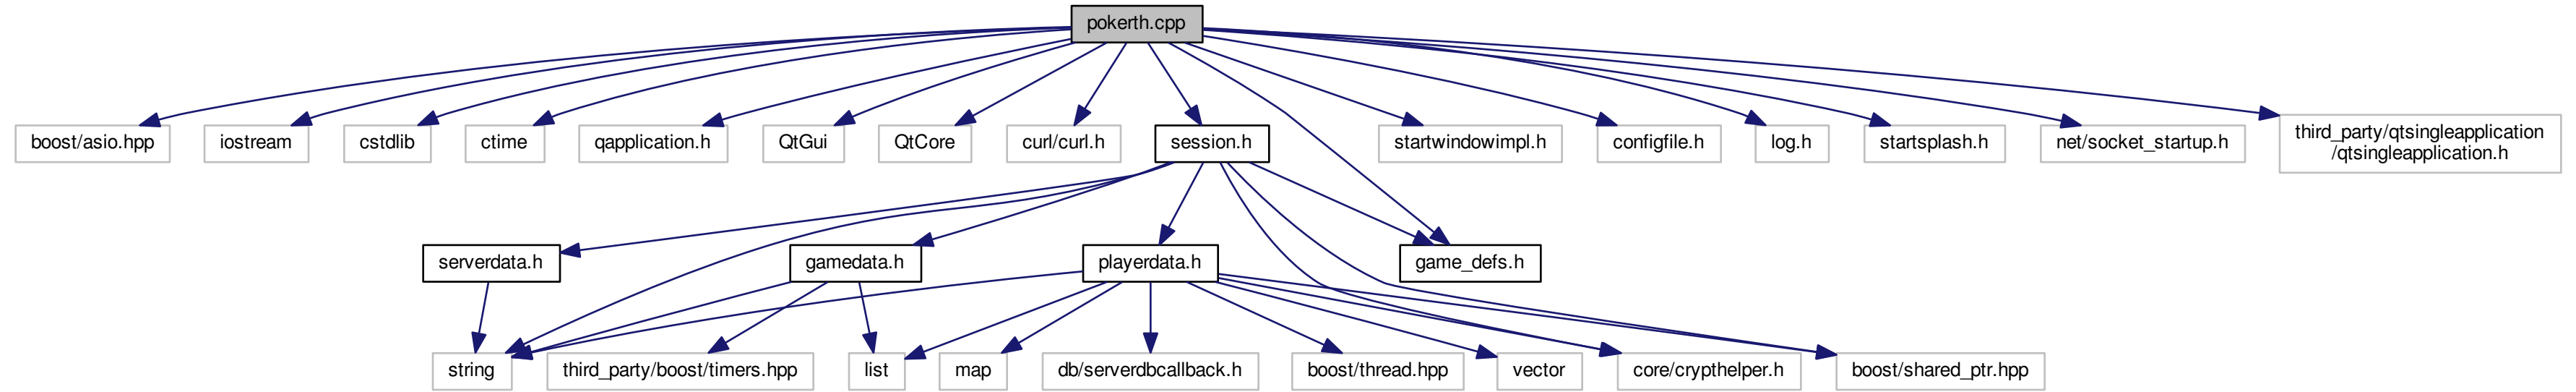 pokerth.cpp
boost/asio.hpp
iostream
cstdlib
ctime
qapplication.h
QtGui
QtCore
curl/curl.h
session.h
startwindowimpl.h
configfile.h
log.h
startsplash.h
net/socket_startup.h
third_party/qtsingleapplication
/qtsingleapplication.h
serverdata.h
gamedata.h
playerdata.h
game_defs.h
string
third_party/boost/timers.hpp
list
map
db/serverdbcallback.h
boost/thread.hpp
vector
core/crypthelper.h
boost/shared_ptr.hpp